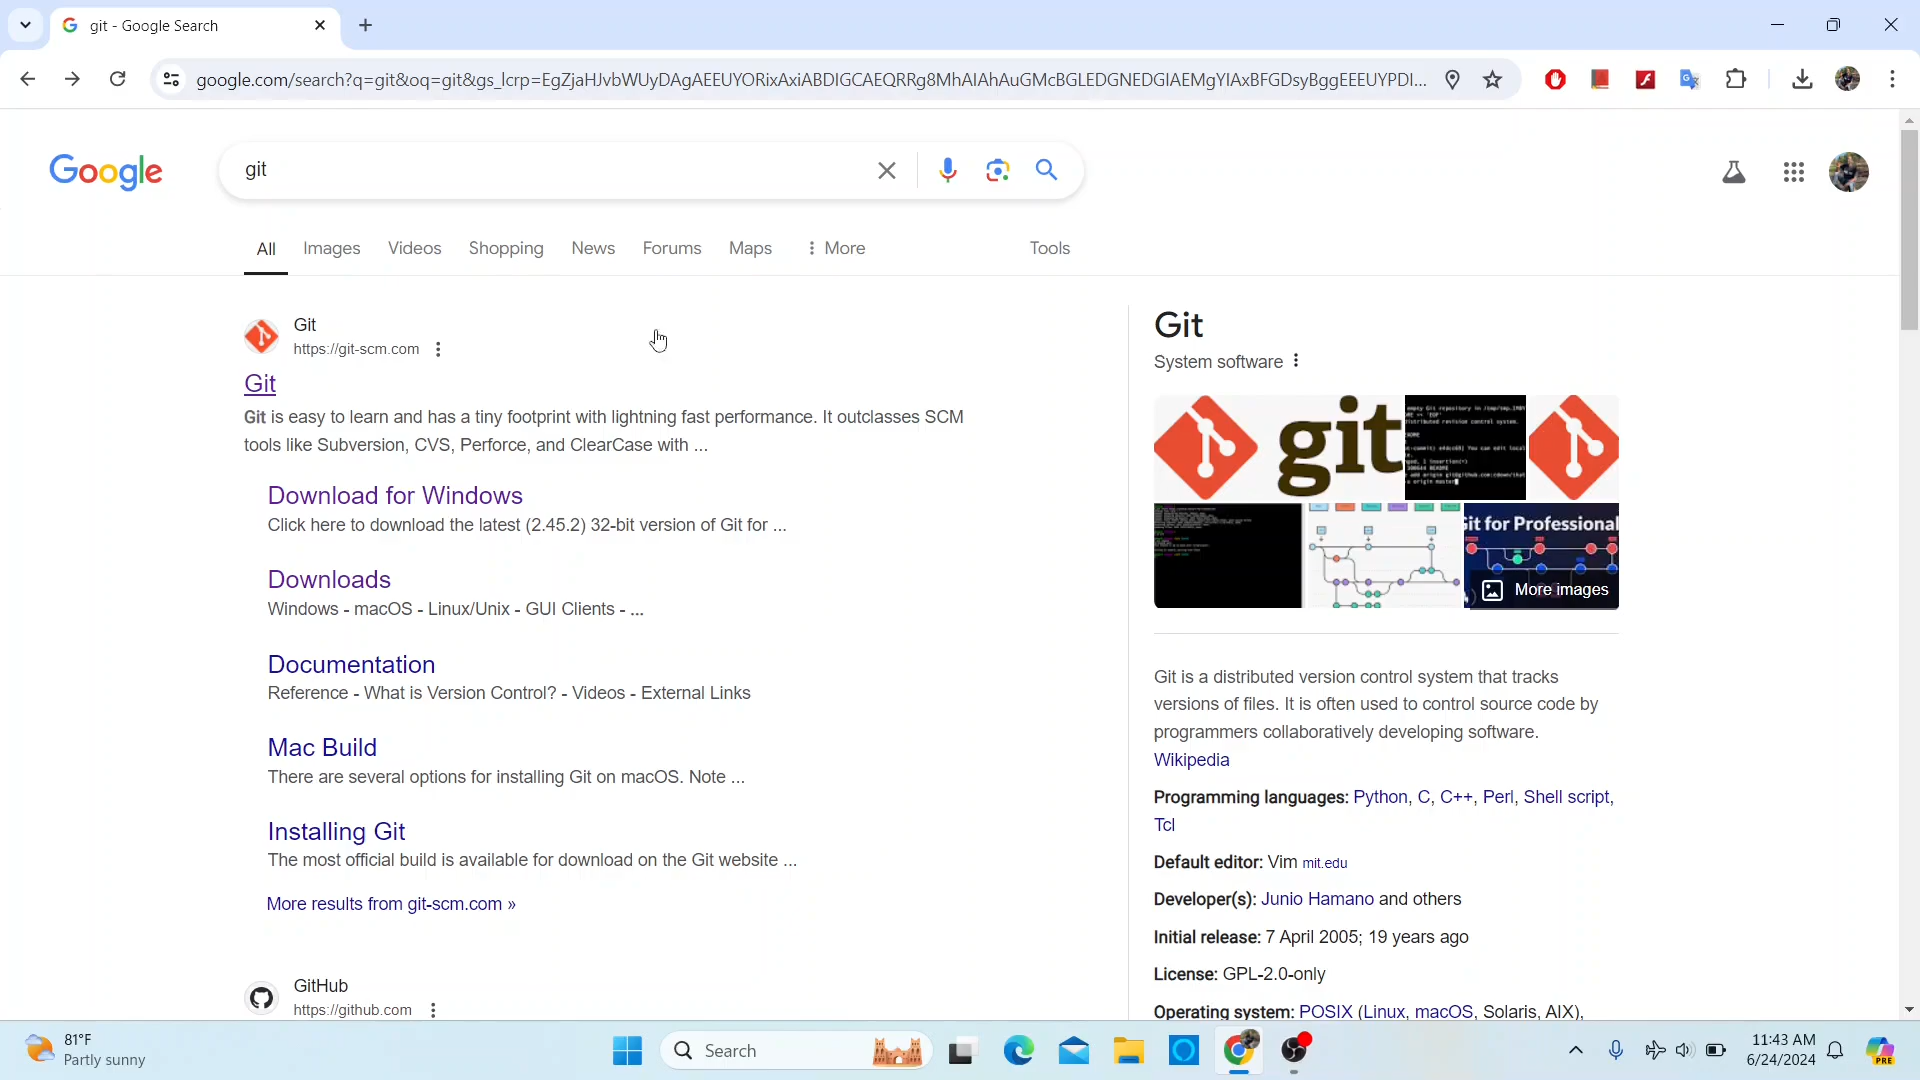 git - Google Search
google.com/search?q=git&oq=git&gs_lcrp=EgZjaHJvbWUyDAgAEEUYORixAxiABDIGCAEQRRg8MhAIAhAuGMcBGLEDGNEDGIAEMgYIAxBFGDsyBggEEEUYPDI...
Google
git
All Images Videos Shopping News Forums Maps More Tools
Git
https://git-scm.com
Git
Git is easy to learn and has a tiny footprint with lightning fast performance. It outclasses SCM
tools like Subversion, CVS, Perforce, and ClearCase with ...
Download for Windows
Click here to download the latest (2.45.2) 32-bit version of Git for ...
Downloads
Windows - macOS - Linux/Unix - GUI Clients - ...
Documentation
Reference - What is Version Control? - Videos - External Links
Mac Build
There are several options for installing Git on macOS. Note ...
Installing Git
The most official build is available for download on the Git website ...
More results from git-scm.com »
GitHub
https://github.com
Git
System software
git
Git for Professional
More images
Git is a distributed version control system that tracks
versions of files. It is often used to control source code by
programmers collaboratively developing software.
Wikipedia
Programming languages: Python, C, C++, Perl, Shell script,
Tcl
Default editor: Vim mit.edu
Developer(s): Junio Hamano and others
Initial release: 7 April 2005; 19 years ago
License: GPL-2.0-only
Operating system: POSIX (Linux, macOS, Solaris, AIX),
81°F
Partly sunny
Search
11:43 AM
6/24/2024
PRE